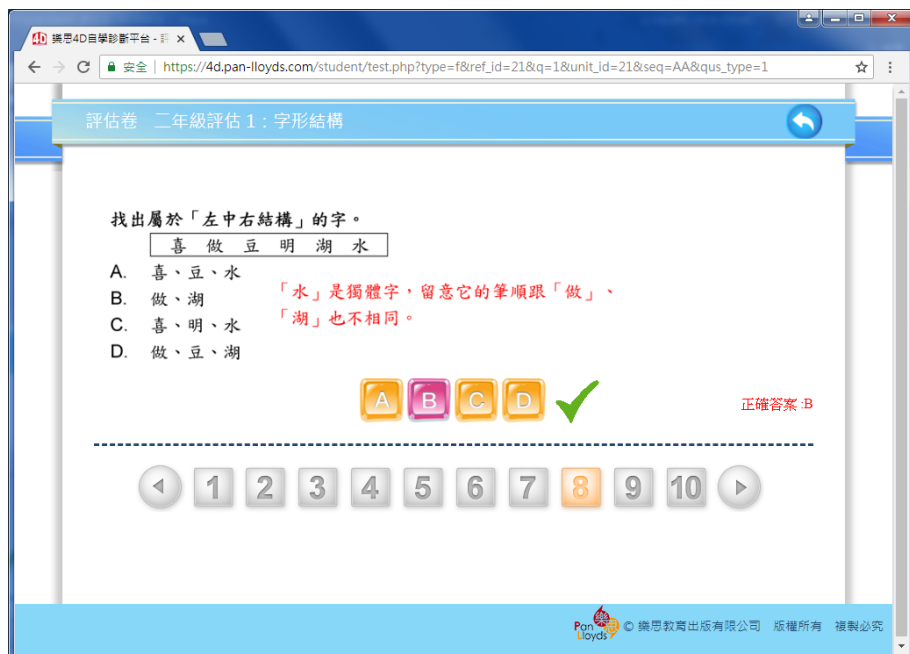 4D 樂思4D自學診斷平台 - 評
安全 | https://4d.pan-lloyds.com/student/test.php?type=f&ref_id=21&q=1&unit_id=21&seq=AA&qus_type=1
評估卷 二年級評估 1：字形結構
找出屬於「左中右結構」的字。
喜 做 豆 明 湖 水
A. 喜、豆、水
B. 做、湖
C. 喜、明、水
D. 做、豆、湖
「水」是獨體字，留意它的筆順跟「做」、
「湖」也不相同。
A B C D
正確答案 :B
1 2 3 4 5 6 7 8 9 10
Pan Lloyds 樂思 © 樂思教育出版有限公司 版權所有 複製必究